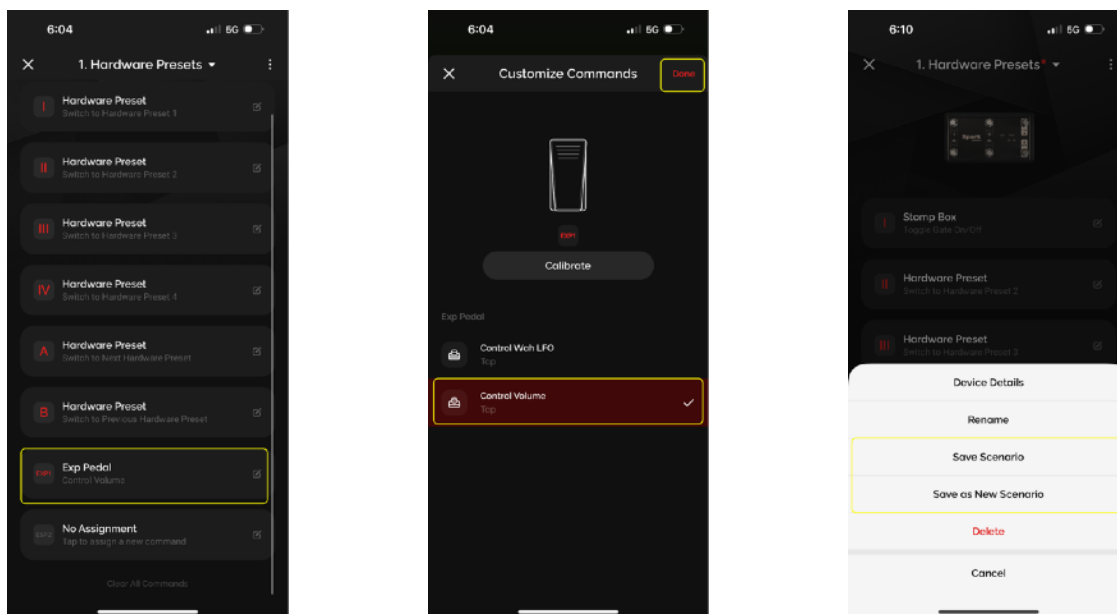 6:04
5G
1. Hardware Presets
I
Hardware Preset
Switch to Hardware Preset 1
II
Hardware Preset
Switch to Hardware Preset 2
III
Hardware Preset
Switch to Hardware Preset 3
IV
Hardware Preset
Switch to Hardware Preset 4
A
Hardware Preset
Switch to Next Hardware Preset
B
Hardware Preset
Switch to Previous Hardware Preset
EXP1
Exp Pedal
Control Volume
EXP2
No Assignment
Tap to assign a new command
Clear All Commands
6:04
5G
Customize Commands
Done
EXP1
Calibrate
Exp Pedal
Control Wah LFO
Top
Control Volume
Top
6:10
5G
1. Hardware Presets*
Spark
I
Stomp Box
Toggle Gate On/Off
II
Hardware Preset
Switch to Hardware Preset 2
III
Hardware Preset
Switch to Hardware Preset 3
Device Details
Rename
Save Scenario
Save as New Scenario
Delete
Cancel